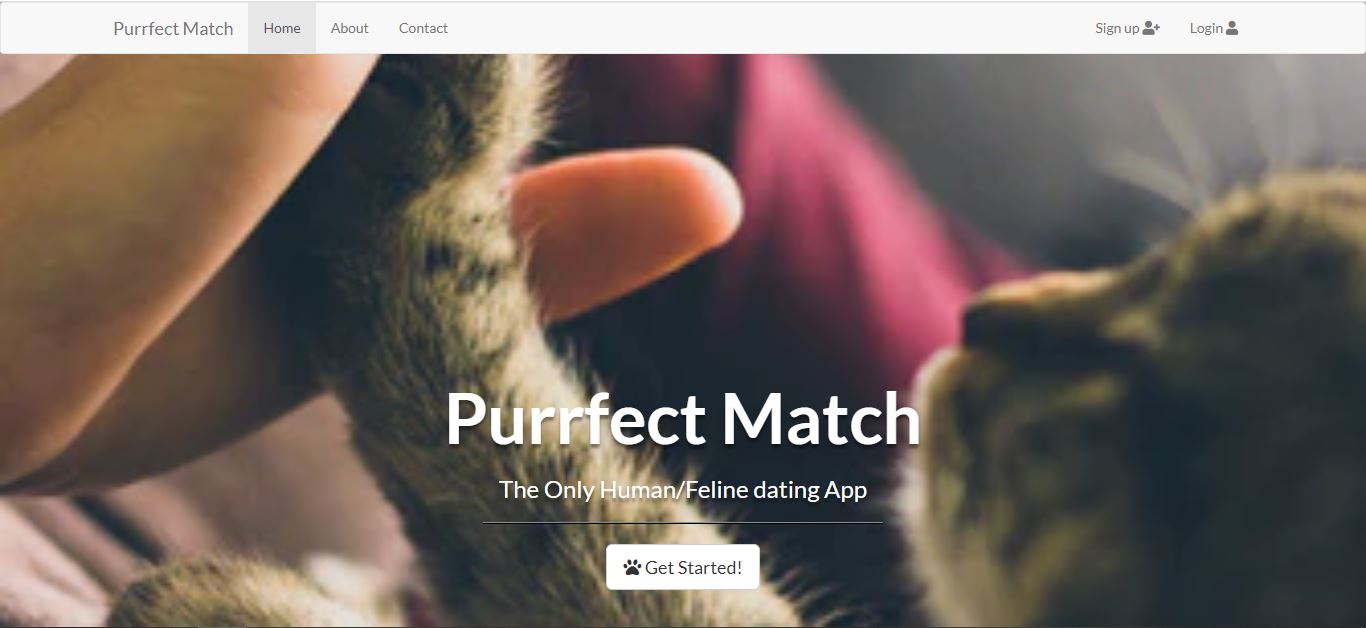 Purrfect Match Home About Contact Sign up Login
Purrfect Match
The Only Human/Feline dating App
Get Started!